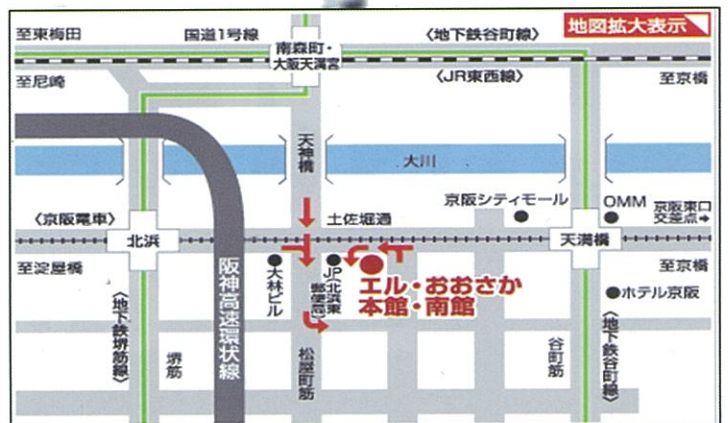 至東梅田
国道1号線
〈地下鉄谷町線〉
地図拡大表示
南森町・
大阪天満宮
至尼崎
〈JR東西線〉
至京橋
天神橋
大川
京阪シティモール
OMM
京阪東口
交差点→
〈京阪電車〉
土佐堀通
北浜
天満橋
至淀屋橋
至京橋
大林ビル
JP北浜東
郵便局
エル・おおさか
本館・南館
ホテル京阪
阪神高速環状線
〈地下鉄堺筋線〉
堺筋
松屋町筋
谷町筋
〈地下鉄谷町線〉